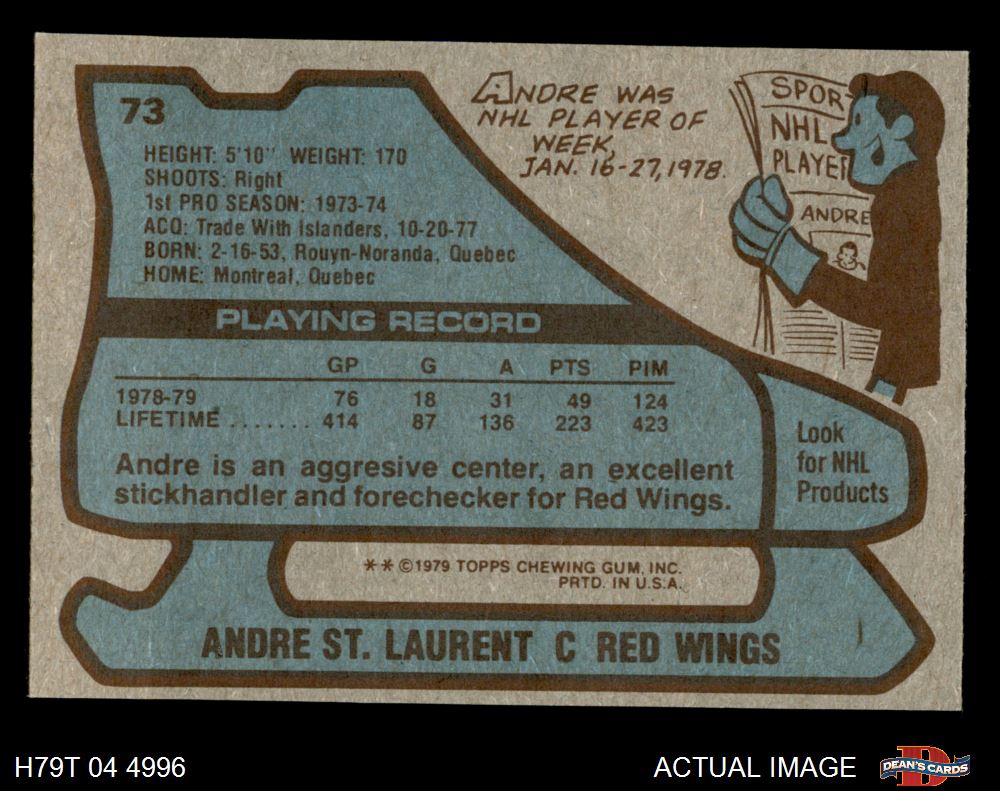 73
HEIGHT: 5'10" WEIGHT: 170
SHOOTS: Right
1st PRO SEASON: 1973-74
ACQ: Trade With Islanders, 10-20-77
BORN: 2-16-53, Rouyn-Noranda, Quebec
HOME: Montreal, Quebec
ANDRE WAS
NHL PLAYER OF
WEEK,
JAN. 16-27, 1978.
SPOR
NHL
PLAYER
ANDRE
PLAYING RECORD
GP G A PTS PIM
1978-79 76 18 31 49 124
LIFETIME ....... 414 87 136 223 423
Andre is an aggresive center, an excellent
stickhandler and forechecker for Red Wings.
Look
for NHL
Products
** ©1979 TOPPS CHEWING GUM, INC.
PRTD. IN U.S.A.
ANDRE ST. LAURENT C RED WINGS
H79T 04 4996
ACTUAL IMAGE
DEAN'S CARDS